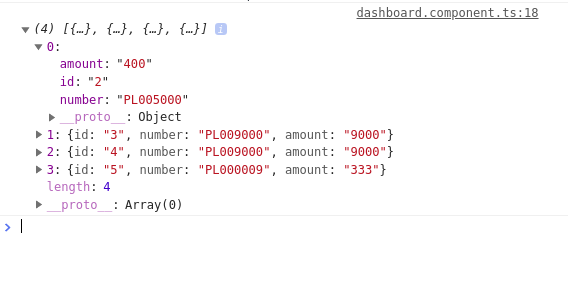 dashboard.component.ts:18
(4) [{…}, {…}, {…}, {…}] i
0:
amount: "400"
id: "2"
number: "PL005000"
__proto__: Object
1: {id: "3", number: "PL009000", amount: "9000"}
2: {id: "4", number: "PL009000", amount: "9000"}
3: {id: "5", number: "PL000009", amount: "333"}
length: 4
__proto__: Array(0)